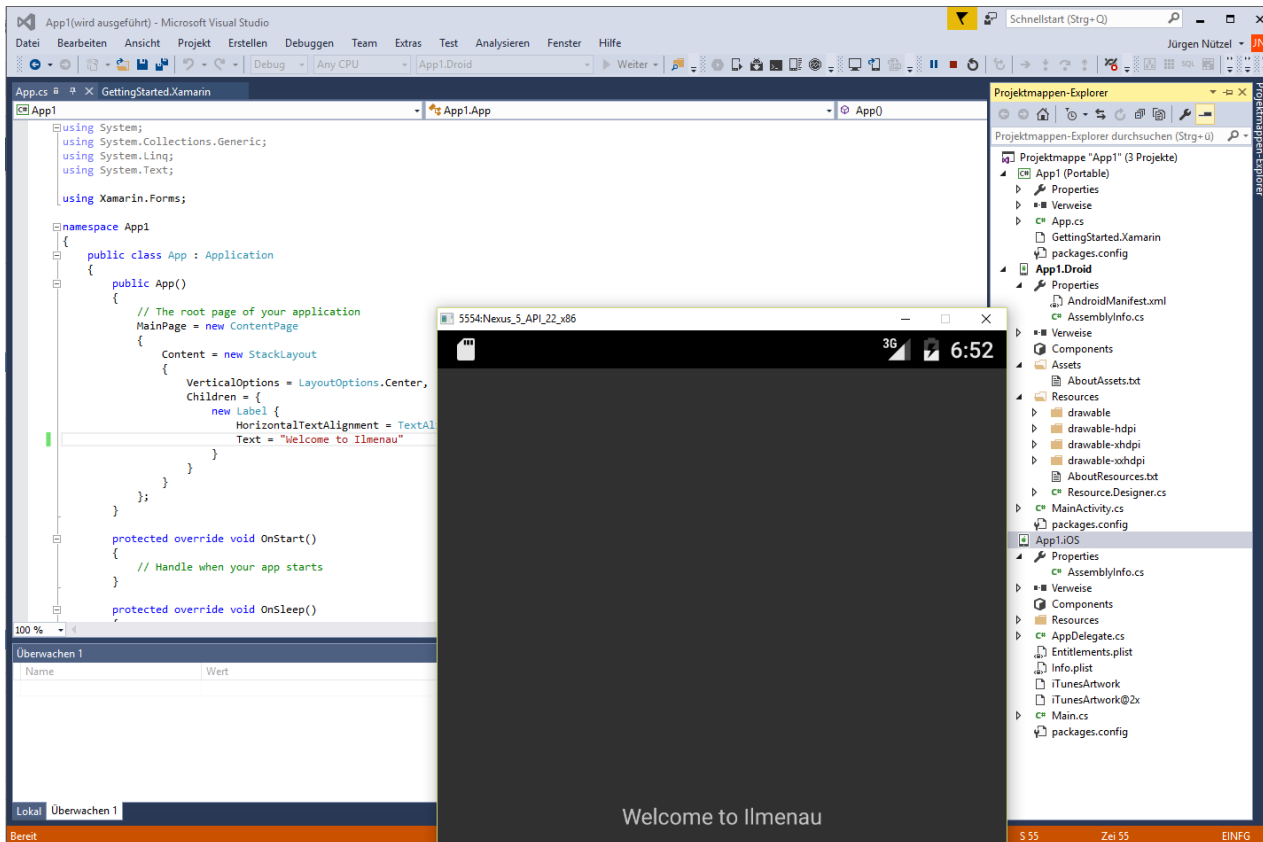 App1(wird ausgeführt) - Microsoft Visual Studio
Schnellstart (Strg+Q)
Datei Bearbeiten Ansicht Projekt Erstellen Debuggen Team Extras Test Analysieren Fenster Hilfe
Jürgen Nützel
JN
Debug Any CPU App1.Droid Weiter
App.cs GettingStarted.Xamarin
App1 App1.App App()
using System;
using System.Collections.Generic;
using System.Linq;
using System.Text;
using Xamarin.Forms;
namespace App1
{
public class App : Application
{
public App()
{
// The root page of your application
MainPage = new ContentPage
{
Content = new StackLayout
{
VerticalOptions = LayoutOptions.Center,
Children = {
new Label {
HorizontalTextAlignment = TextAl
Text = "Welcome to Ilmenau"
}
}
}
};
}
protected override void OnStart()
{
// Handle when your app starts
}
protected override void OnSleep()
100 %
Überwachen 1
Name Wert
Lokal Überwachen 1
Bereit
5554:Nexus_5_API_22_x86
3G 6:52
Welcome to Ilmenau
Projektmappen-Explorer
Projektmappen-Explorer durchsuchen (Strg+ü)
Projektmappe "App1" (3 Projekte)
C# App1 (Portable)
Properties
Verweise
C# App.cs
GettingStarted.Xamarin
packages.config
App1.Droid
Properties
AndroidManifest.xml
C# AssemblyInfo.cs
Verweise
Components
Assets
AboutAssets.txt
Resources
drawable
drawable-hdpi
drawable-xhdpi
drawable-xxhdpi
AboutResources.txt
C# Resource.Designer.cs
C# MainActivity.cs
packages.config
App1.iOS
Properties
C# AssemblyInfo.cs
Verweise
Components
Resources
C# AppDelegate.cs
Entitlements.plist
Info.plist
iTunesArtwork
iTunesArtwork@2x
C# Main.cs
packages.config
Projektmappen-Explorer
S 55 Zei 55 EINFG